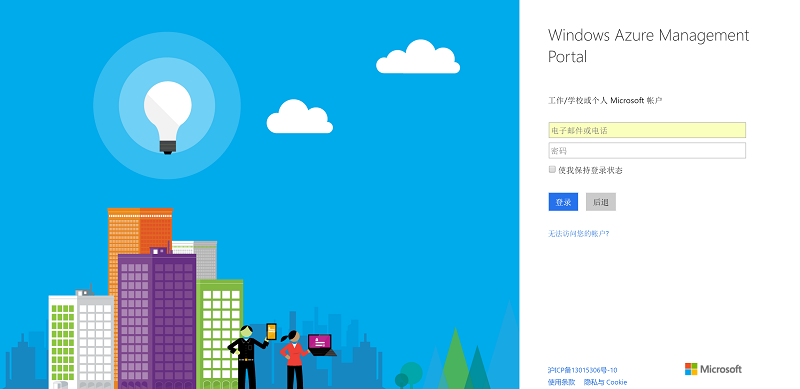 Windows Azure Management
Portal
工作/学校或个人 Microsoft 帐户
电子邮件或电话
密码
使我保持登录状态
登录 后退
无法访问您的帐户?
沪ICP备13015306号-10
使用条款 隐私与 Cookie
Microsoft